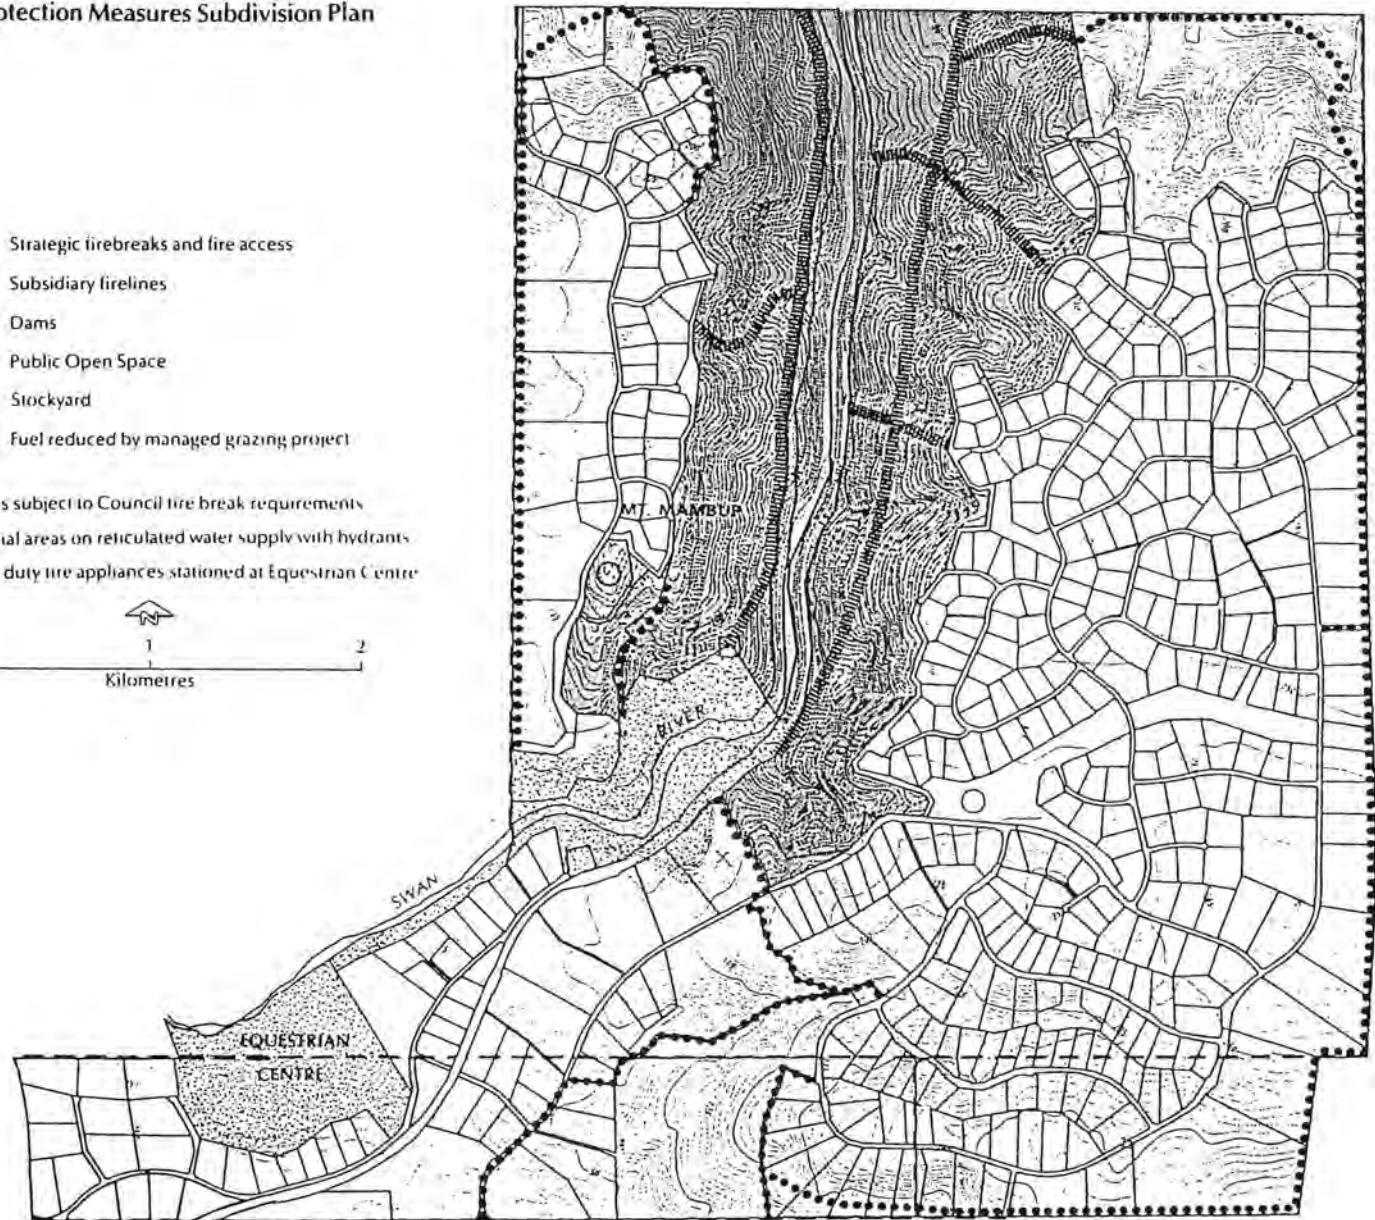 otection Measures Subdivision Plan
Strategic firebreaks and fire access
Subsidiary firelines
Dams
Public Open Space
Stockyard
Fuel reduced by managed grazing project
s subject to Council fire break requirements
ial areas on reticulated water supply with hydrants
duty fire appliances stationed at Equestrian Centre
N
1
2
Kilometres
MT. MAMBUP
RIVER
SWAN
EQUESTRIAN
CENTRE